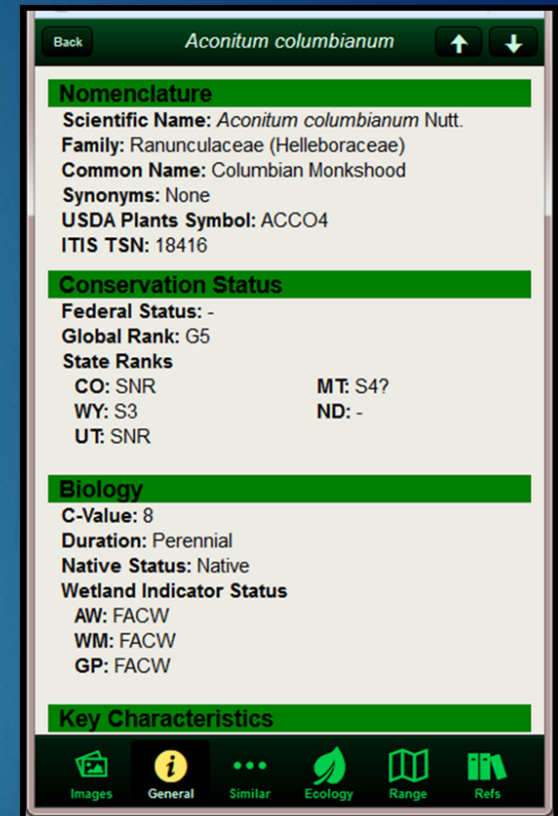 Back
Aconitum columbianum
Nomenclature
Scientific Name: Aconitum columbianum Nutt.
Family: Ranunculaceae (Helleboraceae)
Common Name: Columbian Monkshood
Synonyms: None
USDA Plants Symbol: ACCO4
ITIS TSN: 18416
Conservation Status
Federal Status: -
Global Rank: G5
State Ranks
CO: SNR MT: S4?
WY: S3 ND: -
UT: SNR
Biology
C-Value: 8
Duration: Perennial
Native Status: Native
Wetland Indicator Status
AW: FACW
WM: FACW
GP: FACW
Key Characteristics
Images General Similar Ecology Range Refs